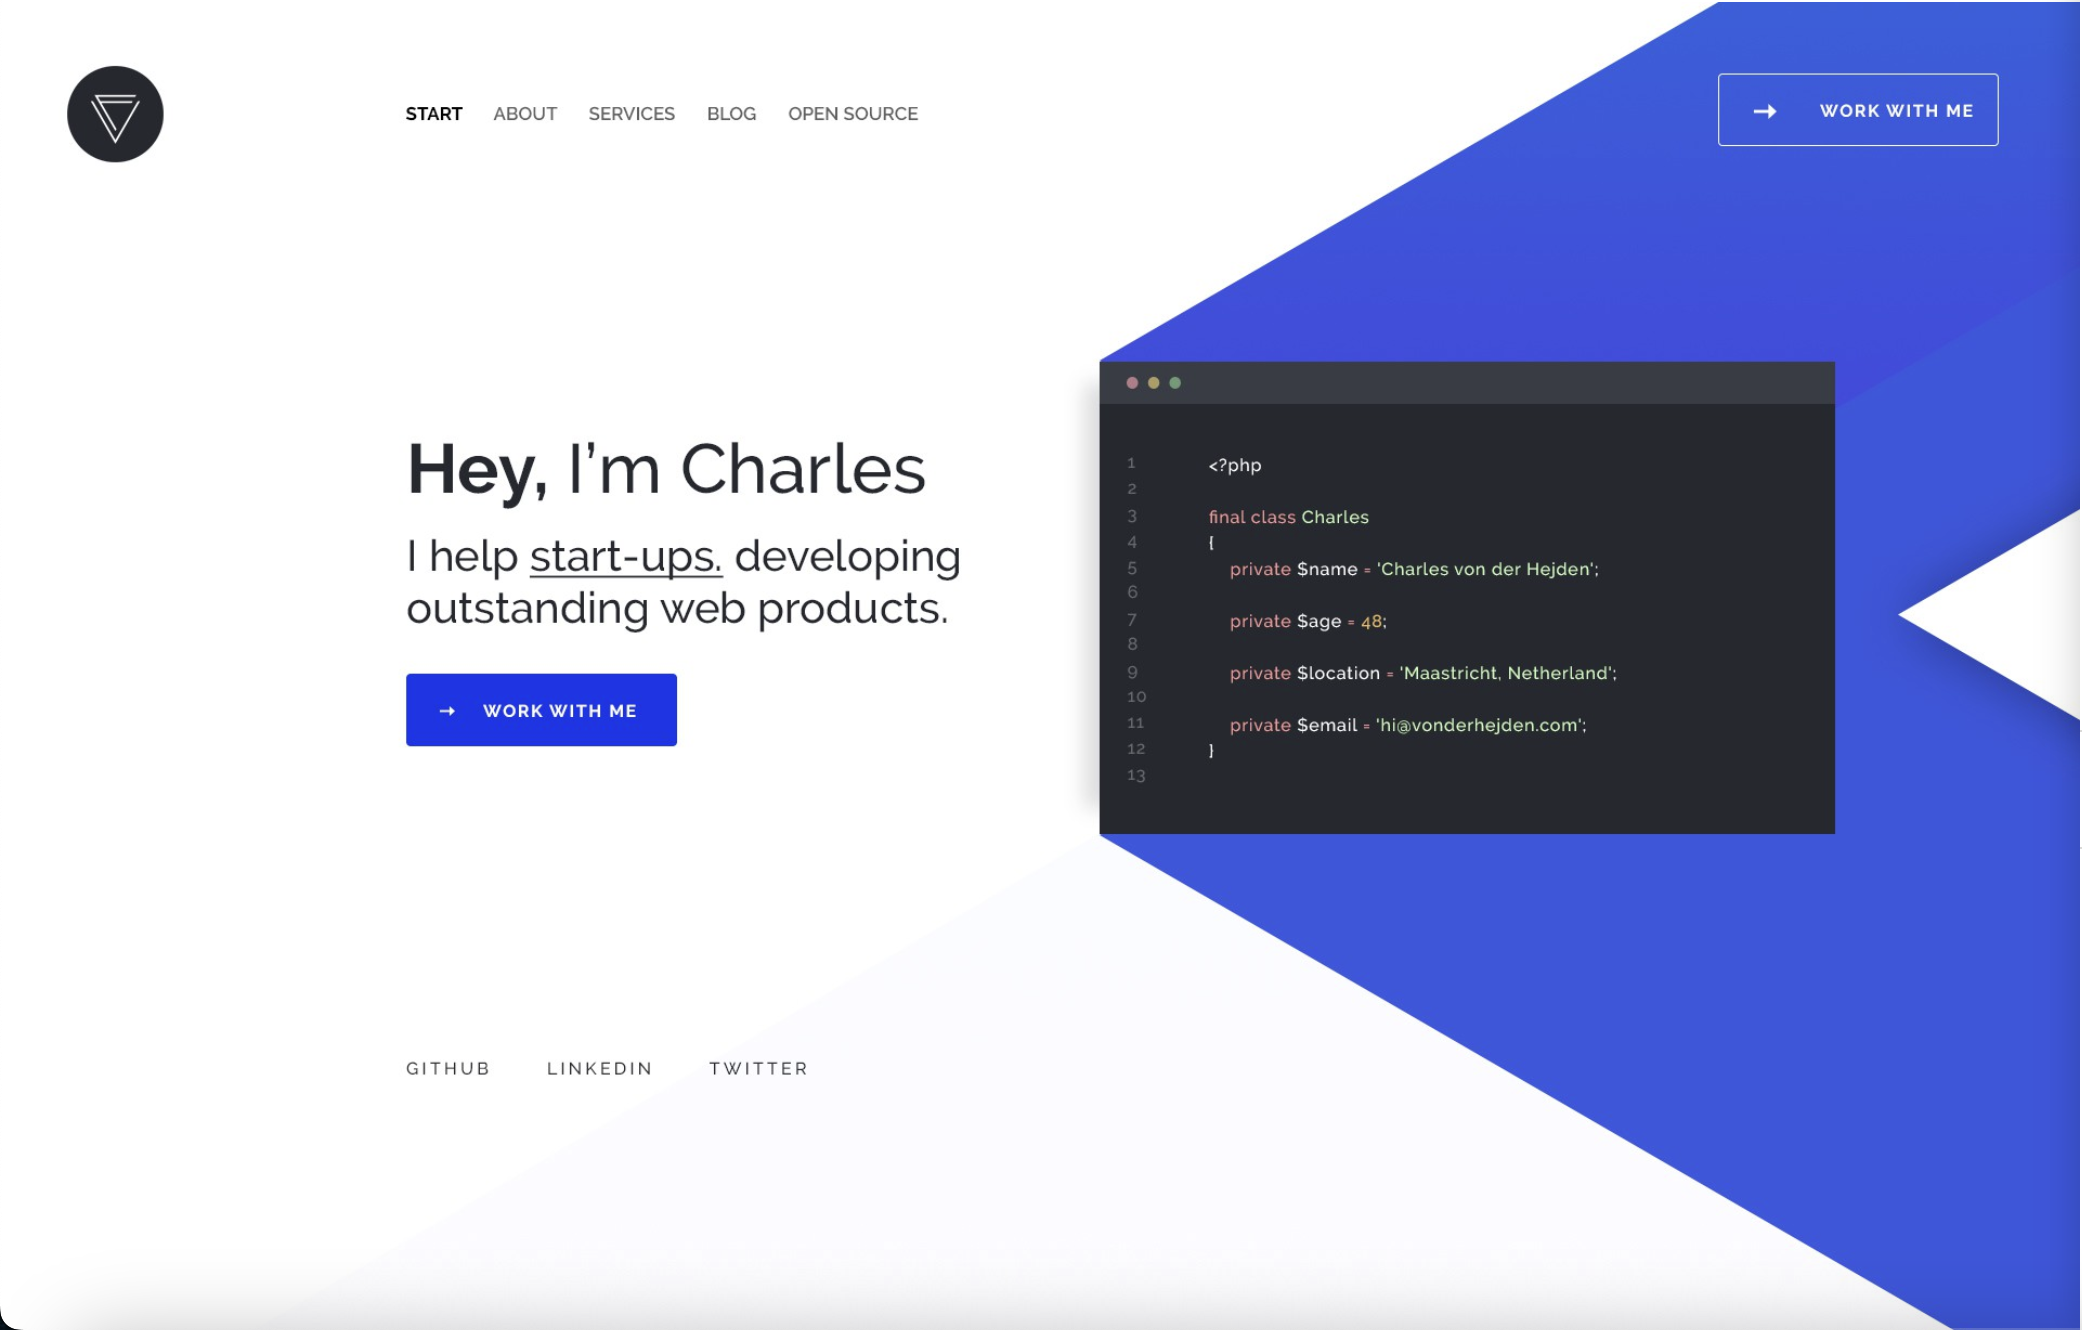 START ABOUT SERVICES BLOG OPEN SOURCE
→ WORK WITH ME
Hey, I’m Charles
I help start-ups. developing
outstanding web products.
→ WORK WITH ME
1 <?php
2
3 final class Charles
4 {
5 private $name = 'Charles von der Hejden';
6
7 private $age = 48;
8
9 private $location = 'Maastricht, Netherland';
10
11 private $email = 'hi@vonderhejden.com';
12 }
13
GITHUB LINKEDIN TWITTER